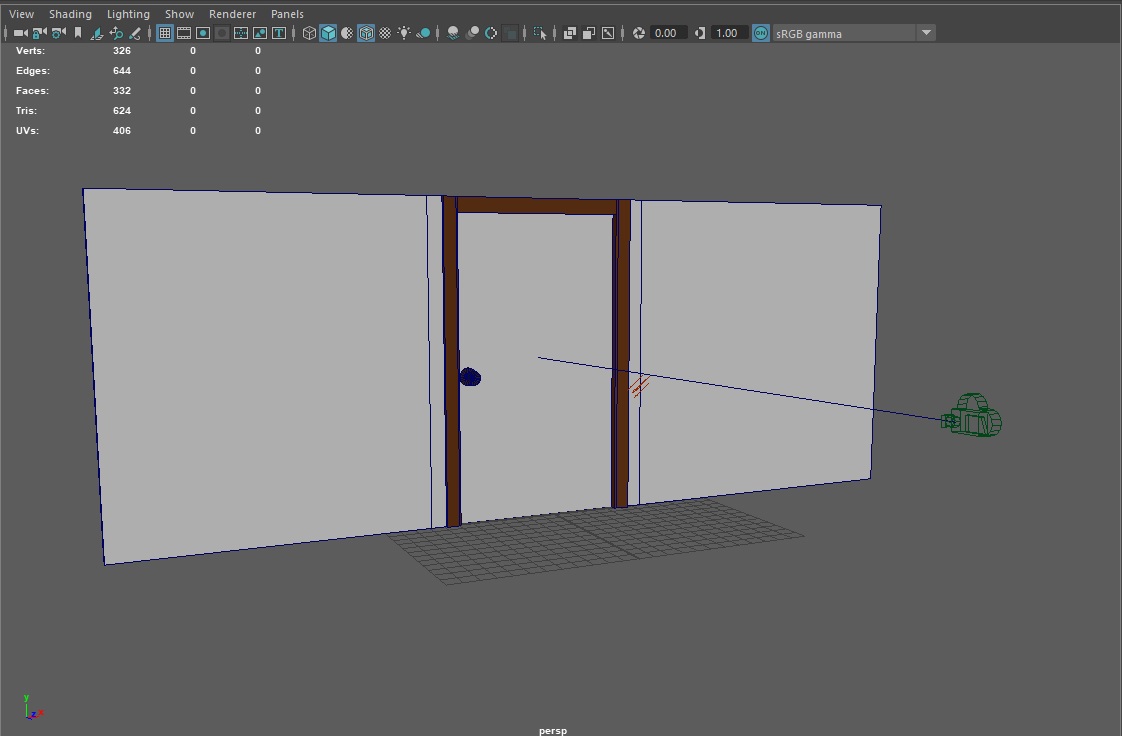 View Shading Lighting Show Renderer Panels
0.00 1.00 ON sRGB gamma
Verts: 326 0 0
Edges: 644 0 0
Faces: 332 0 0
Tris: 624 0 0
UVs: 406 0 0
y
z x
persp